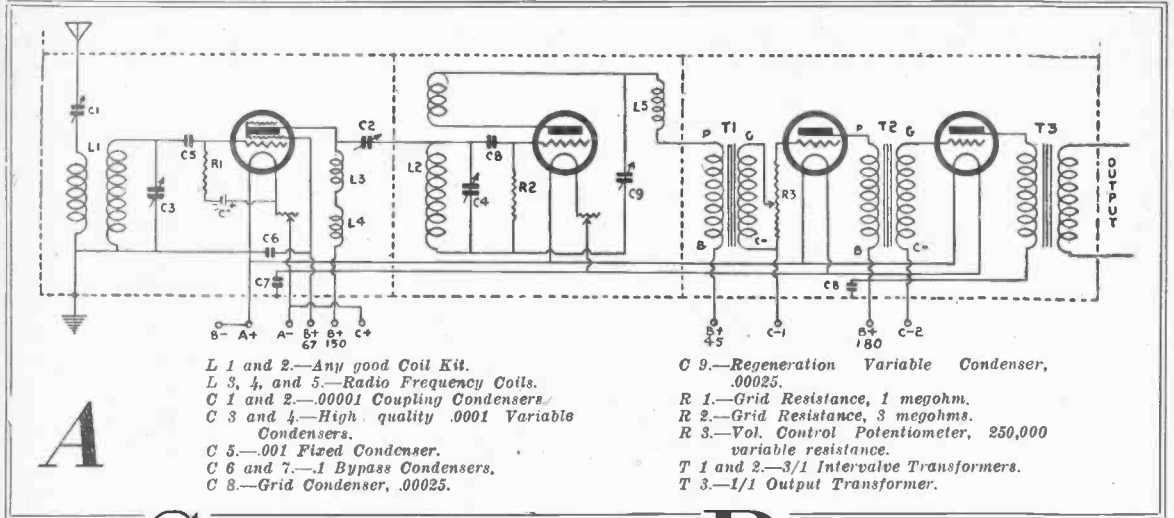 C1
L1
C3
C5
R1
"C"+
C6
C7
C2
L3
L4
L2
C4
C8
R2
C9
L5
P
T1
G
B
C-
R3
P
T2
G
B
C-
C8
T3
OUTPUT
B-
A+
A-
B+
67
B+
150
C+
B+
45
C-1
B+
180
C-2
A
L 1 and 2.—Any good Coil Kit.
L 3, 4, and 5.—Radio Frequency Coils.
C 1 and 2.—.00001 Coupling Condensers.
C 3 and 4.—High quality .0001 Variable
Condensers.
C 5.—.001 Fixed Condenser.
C 6 and 7.—.1 Bypass Condensers.
C 8.—Grid Condenser, .00025.
C 9.—Regeneration Variable Condenser,
.00025.
R 1.—Grid Resistance, 1 megohm.
R 2.—Grid Resistance, 3 megohms.
R 3.—Vol. Control Potentiometer, 250,000
variable resistance.
T 1 and 2.—3/1 Intervalve Transformers.
T 3.—1/1 Output Transformer.